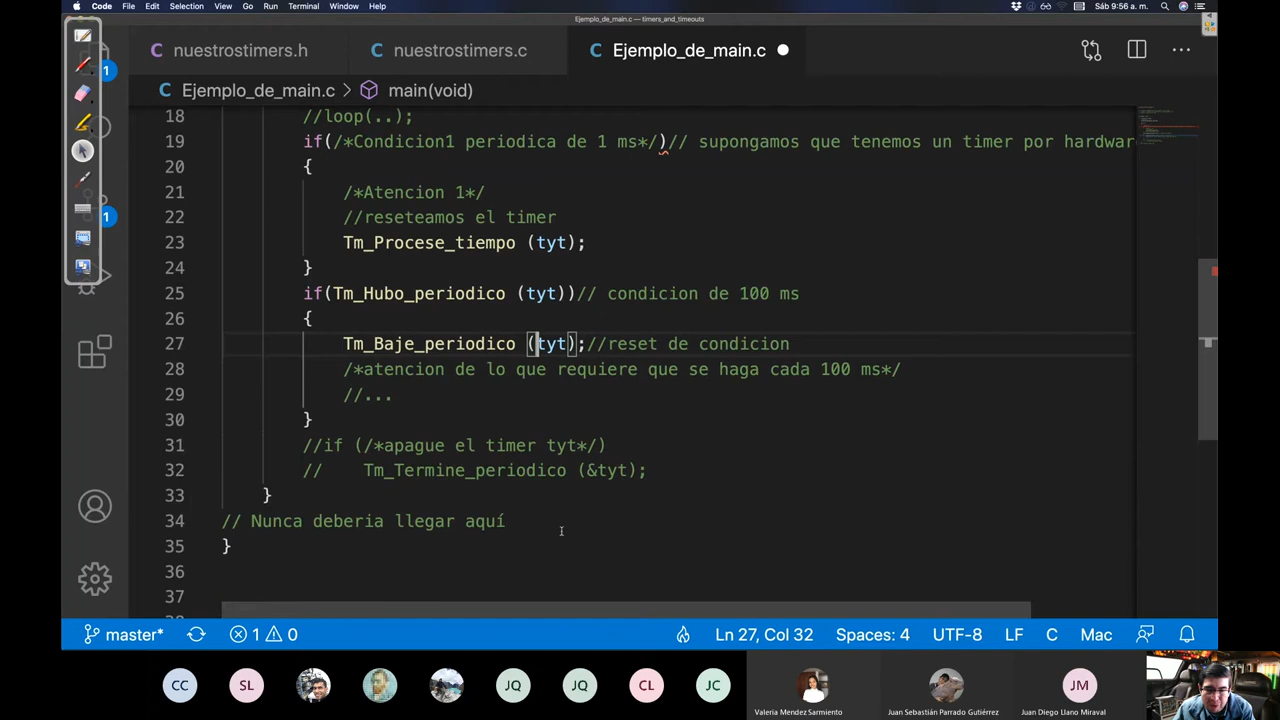 Code File Edit Selection View Go Run Terminal Window Help Sáb 9:56 a. m.
Ejemplo_de_main.c — timers_and_timeouts
C nuestrostimers.h C nuestrostimers.c C Ejemplo_de_main.c
C Ejemplo_de_main.c > main(void)
18 //loop(..);
19 if(/*Condicion1 periodica de 1 ms*/)// supongamos que tenemos un timer por hardwar
20 {
21 /*Atencion 1*/
22 //reseteamos el timer
23 Tm_Procese_tiempo (tyt);
24 }
25 if(Tm_Hubo_periodico (tyt))// condicion de 100 ms
26 {
27 Tm_Baje_periodico (tyt);//reset de condicion
28 /*atencion de lo que requiere que se haga cada 100 ms*/
29 //...
30 }
31 //if (/*apague el timer tyt*/)
32 // Tm_Termine_periodico (&tyt);
33 }
34 // Nunca deberia llegar aquí
35 }
36
37
1
1
master* 1 0 Ln 27, Col 32 Spaces: 4 UTF-8 LF C Mac
CC SL JQ JQ CL JC JM
Valeria Mendez Sarmiento Juan Sebastián Parrado Gutiérrez Juan Diego Llano Miraval